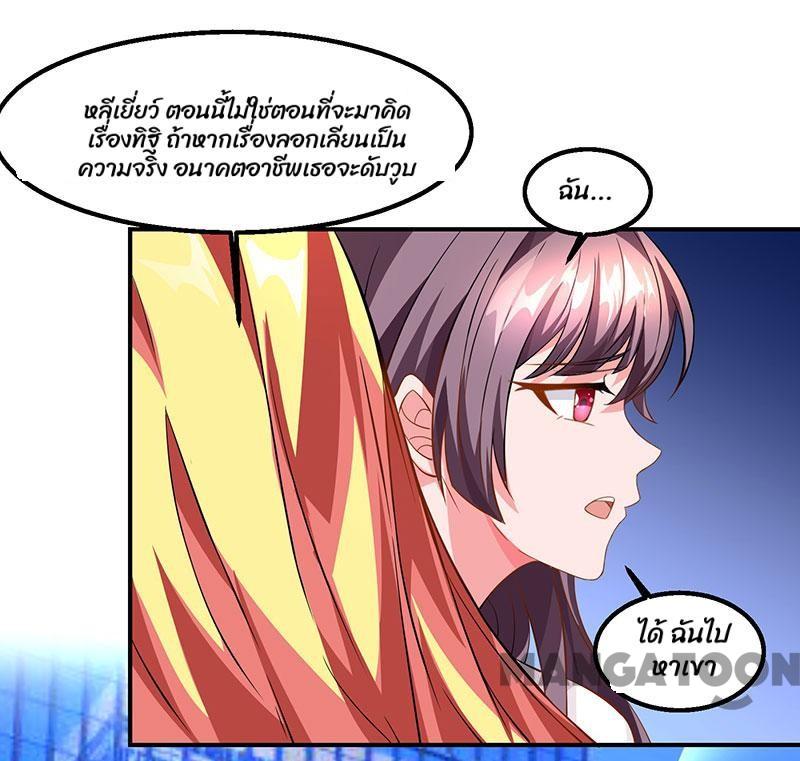 หลีเยี่ยว์ ตอนนี้ไม่ใช่ตอนที่จะมาคิด
เรื่องทิฐิ ถ้าหากเรื่องลอกเลียนเป็น
ความจริง อนาคตอาชีพเธอจะดับวูบ
ฉัน...
ได้ ฉันไป
หาเขา
MANGATOON